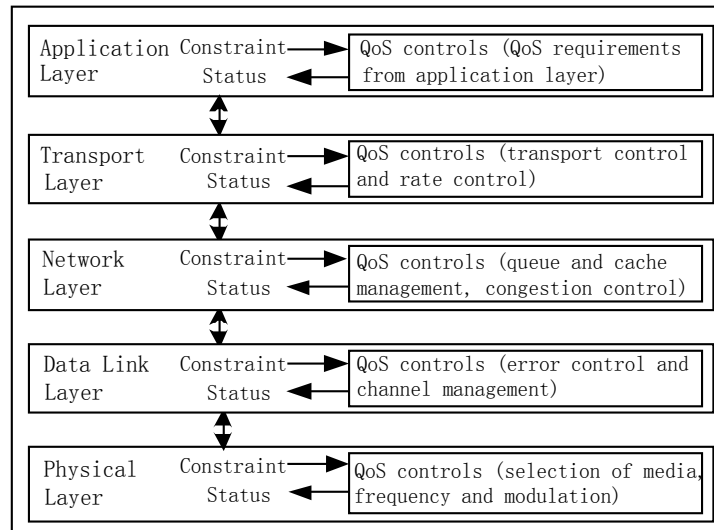 Application Layer
Constraint
Status
QoS controls (QoS requirements
from application layer)
Transport Layer
Constraint
Status
QoS controls (transport control
and rate control)
Network Layer
Constraint
Status
QoS controls (queue and cache
management, congestion control)
Data Link Layer
Constraint
Status
QoS controls (error control and
channel management)
Physical Layer
Constraint
Status
QoS controls (selection of media,
frequency and modulation)